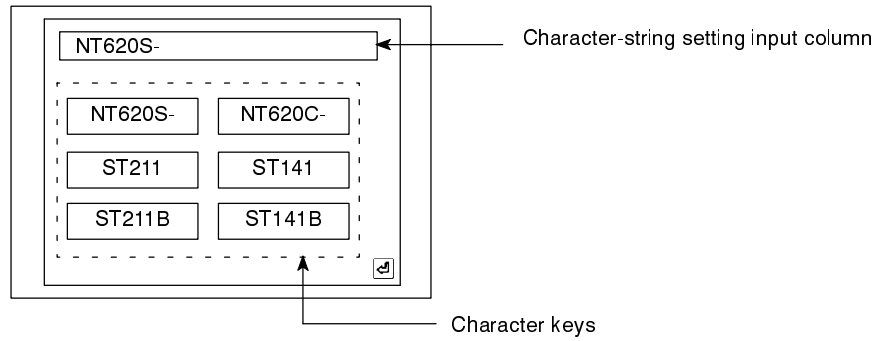 NT620S-
Character-string setting input column
NT620S- NT620C-
ST211 ST141
ST211B ST141B
Character keys